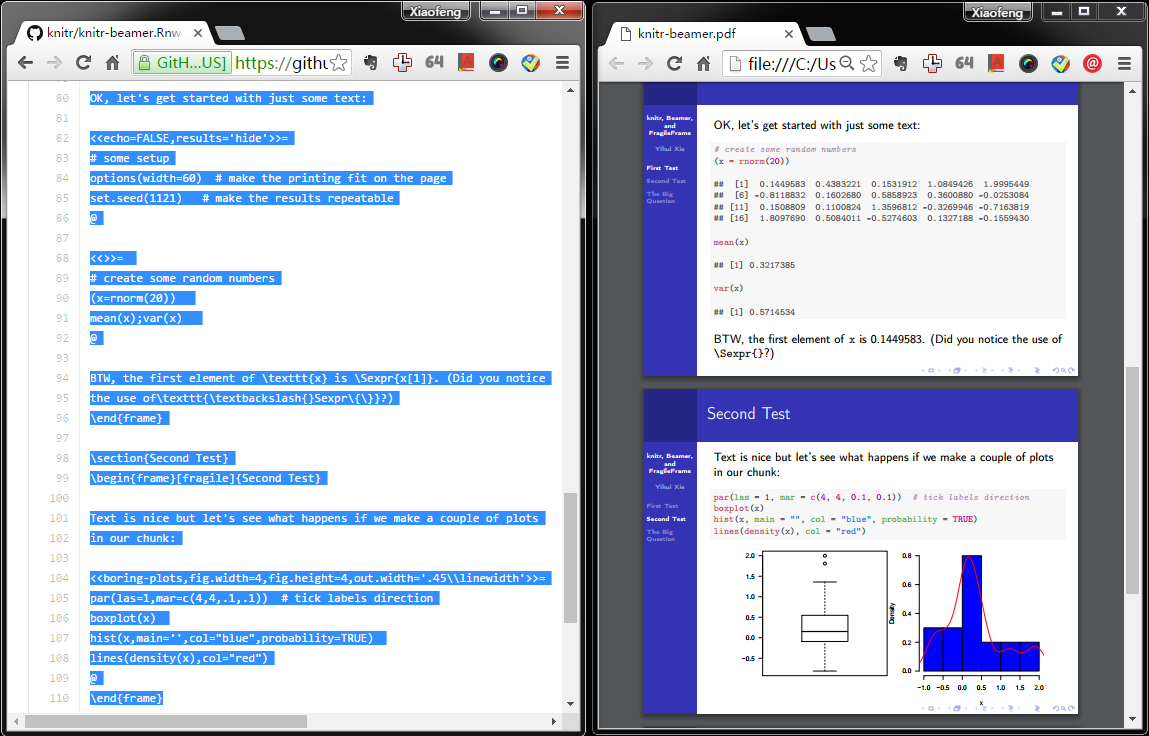 Xiaofeng
knitr/knitr-beamer.Rnw
GitH...US] https://githu
64
80 OK, let's get started with just some text:
81
82 <<echo=FALSE,results='hide'>>=
83 # some setup
84 options(width=60)  # make the printing fit on the page
85 set.seed(1121)   # make the results repeatable
86 @
87
88 <<>>=
89 # create some random numbers
90 (x=rnorm(20))
91 mean(x);var(x)
92 @
93
94 BTW, the first element of \texttt{x} is \Sexpr{x[1]}. (Did you notice
95 the use of\texttt{\textbackslash{}Sexpr\{\}}?)
96 \end{frame}
97
98 \section{Second Test}
99 \begin{frame}[fragile]{Second Test}
100
101 Text is nice but let's see what happens if we make a couple of plots
102 in our chunk:
103
104 <<boring-plots,fig.width=4,fig.height=4,out.width='.45\\linewidth'>>=
105 par(las=1,mar=c(4,4,.1,.1))  # tick labels direction
106 boxplot(x)
107 hist(x,main='',col="blue",probability=TRUE)
108 lines(density(x),col="red")
109 @
110 \end{frame}
Xiaofeng
knitr-beamer.pdf
file:///C:/Us
64
@
knitr, Beamer,
and
FragileFrame
Yihui Xie
First Test
Second Test
The Big
Question
OK, let's get started with just some text:
# create some random numbers
(x = rnorm(20))
##  [1]  0.1449583  0.4383221  0.1531912  1.0849426  1.9995449
##  [6] -0.8118832  0.1602680  0.5858923  0.3600880 -0.0253084
## [11]  0.1508809  0.1100824  1.3596812 -0.3269946 -0.7163819
## [16]  1.8097690  0.5084011 -0.5274603  0.1327188 -0.1559430
mean(x)
## [1] 0.3217385
var(x)
## [1] 0.5714534
BTW, the first element of x is 0.1449583. (Did you notice the use of
\Sexpr{}?)
Second Test
knitr, Beamer,
and
FragileFrame
Yihui Xie
First Test
Second Test
The Big
Question
Text is nice but let's see what happens if we make a couple of plots
in our chunk:
par(las = 1, mar = c(4, 4, 0.1, 0.1))  # tick labels direction
boxplot(x)
hist(x, main = "", col = "blue", probability = TRUE)
lines(density(x), col = "red")
2.0
1.5
1.0
0.5
0.0
−0.5
Density
0.8
0.6
0.4
0.2
0.0
−1.0 −0.5 0.0 0.5 1.0 1.5 2.0
x